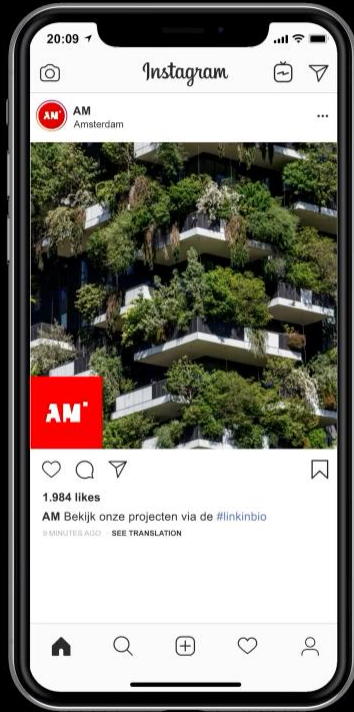 20:09
Instagram
AM
AM
Amsterdam
AM
1.984 likes
AM Bekijk onze projecten via de #linkinbio
9 MINUTES AGO · SEE TRANSLATION